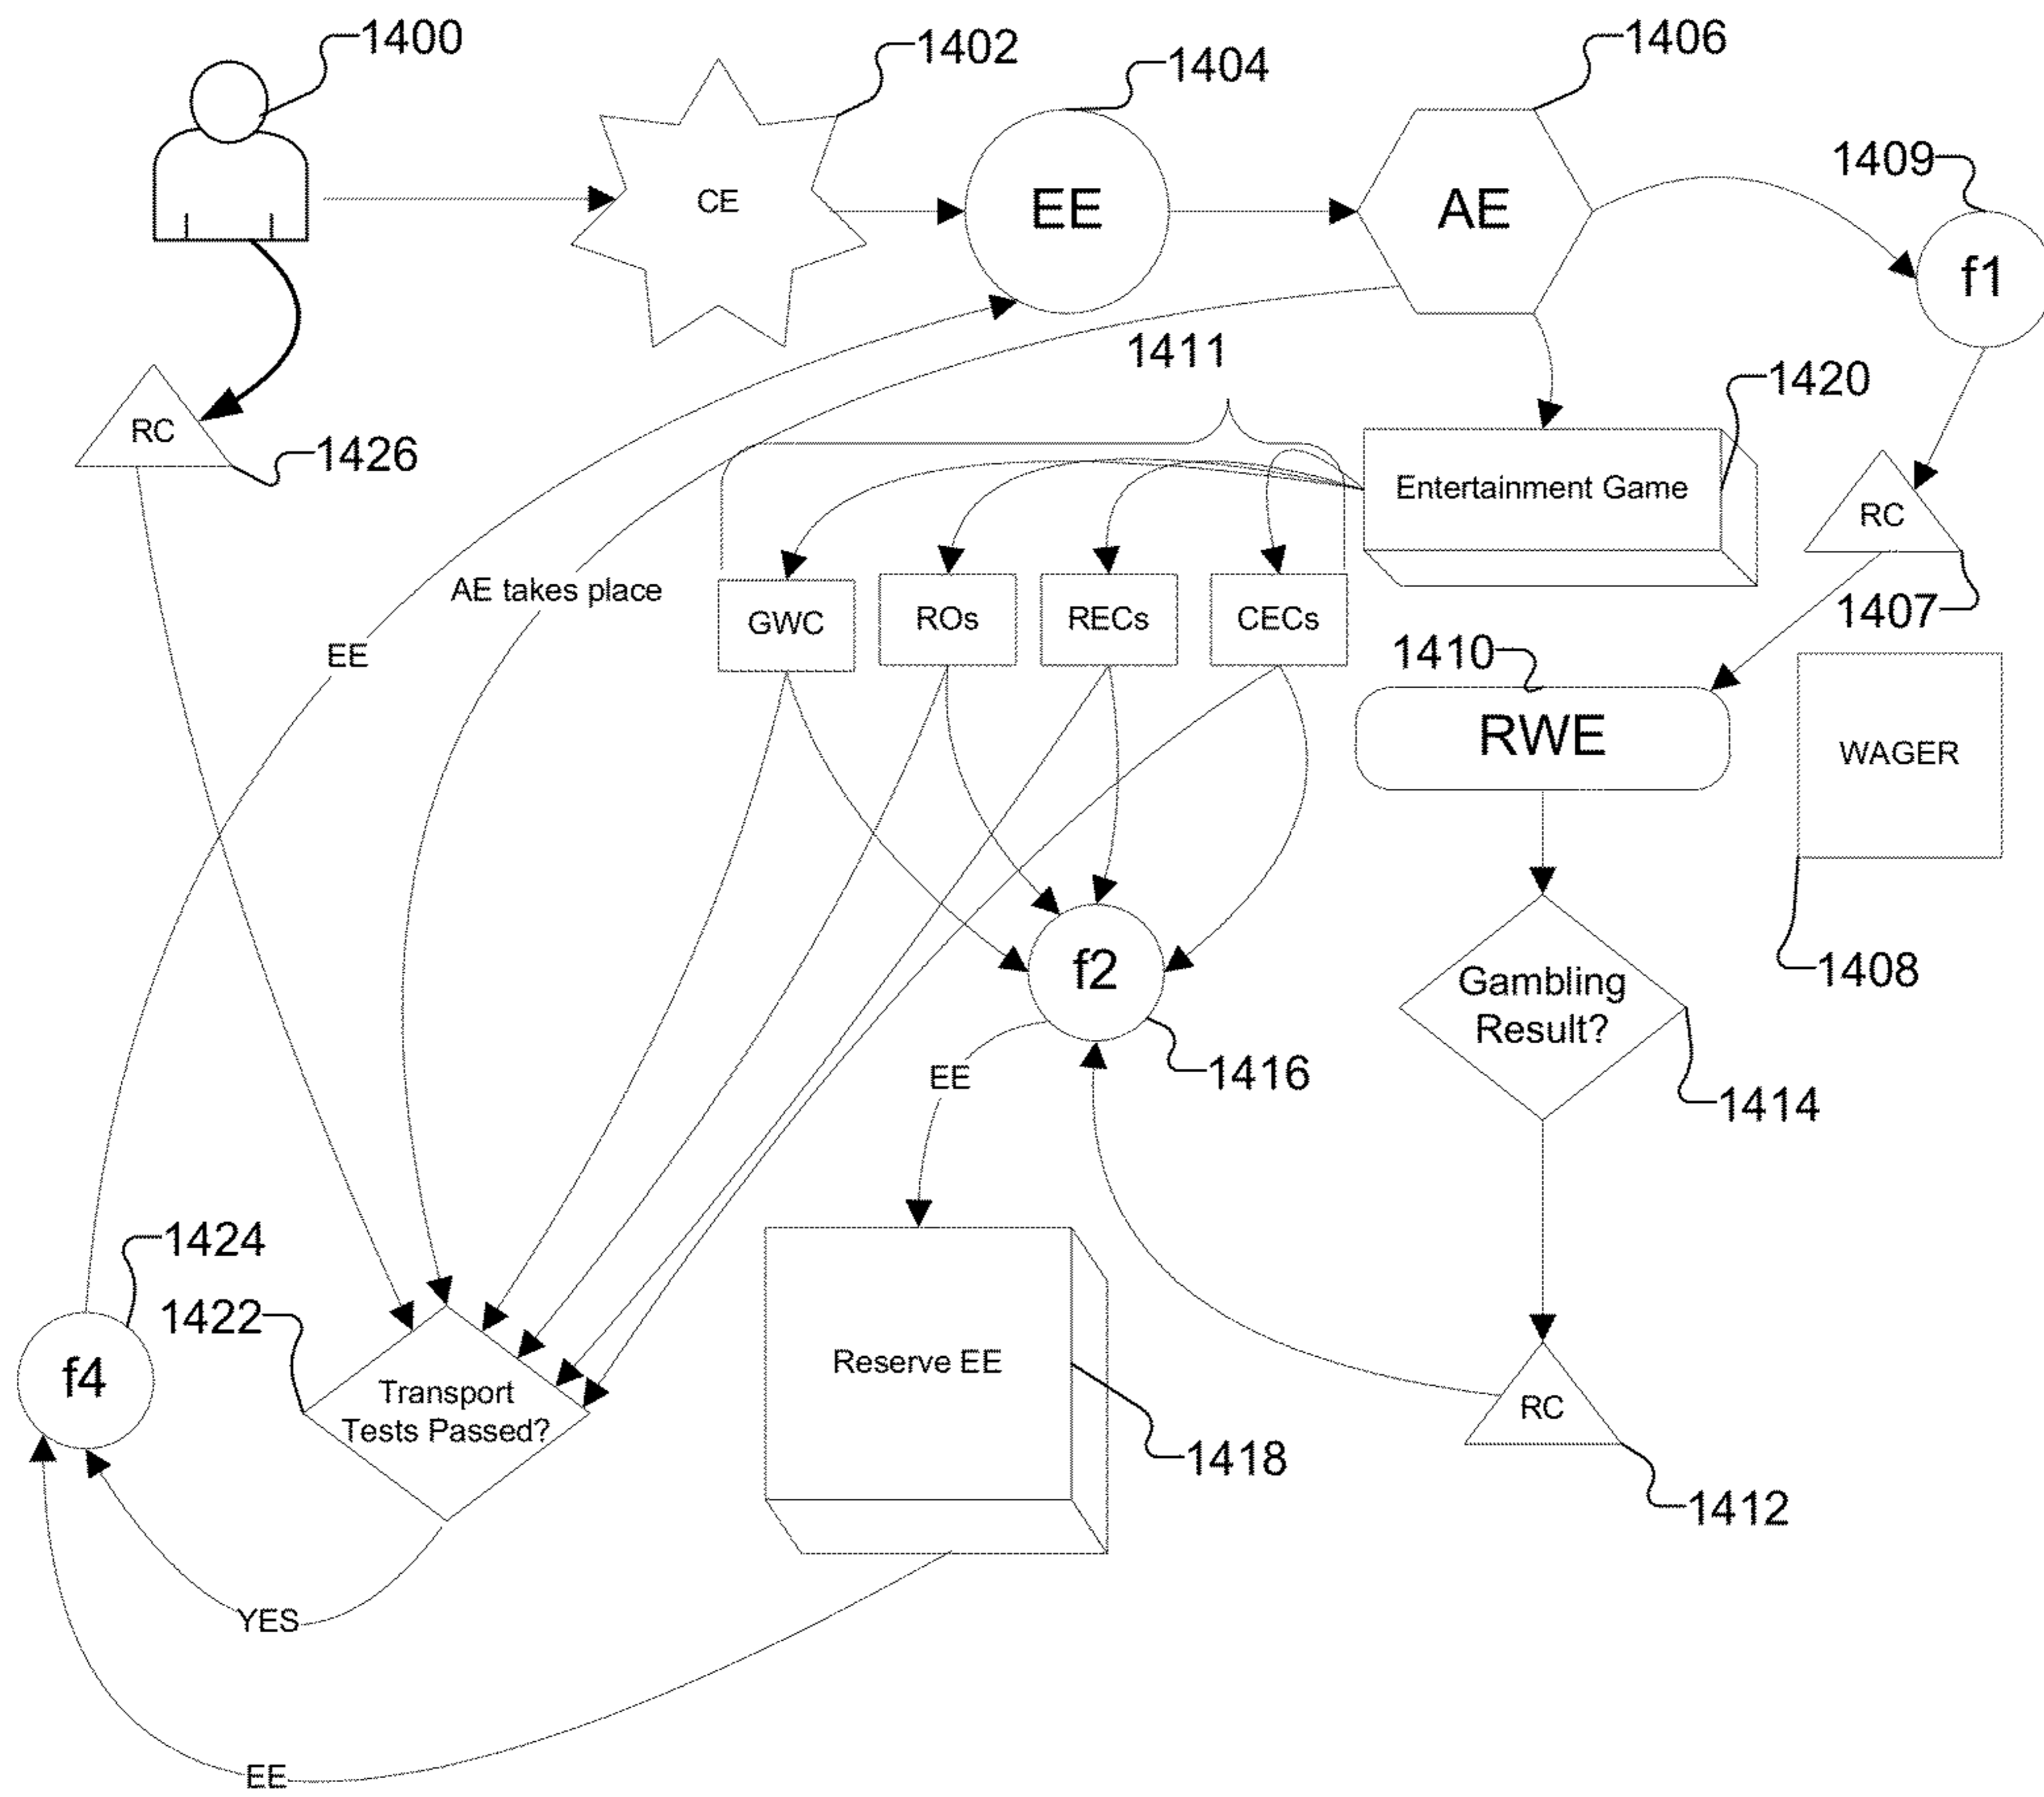 1400
1402
1404
1406
1409
CE
EE
AE
f1
1411
1420
RC
1426
Entertainment Game
RC
1407
AE takes place
GWC
ROs
RECs
CECs
EE
1410
RWE
WAGER
1408
f2
Gambling
Result?
1416
EE
1414
1424
1422
f4
Transport
Tests Passed?
Reserve EE
1418
RC
1412
YES
EE